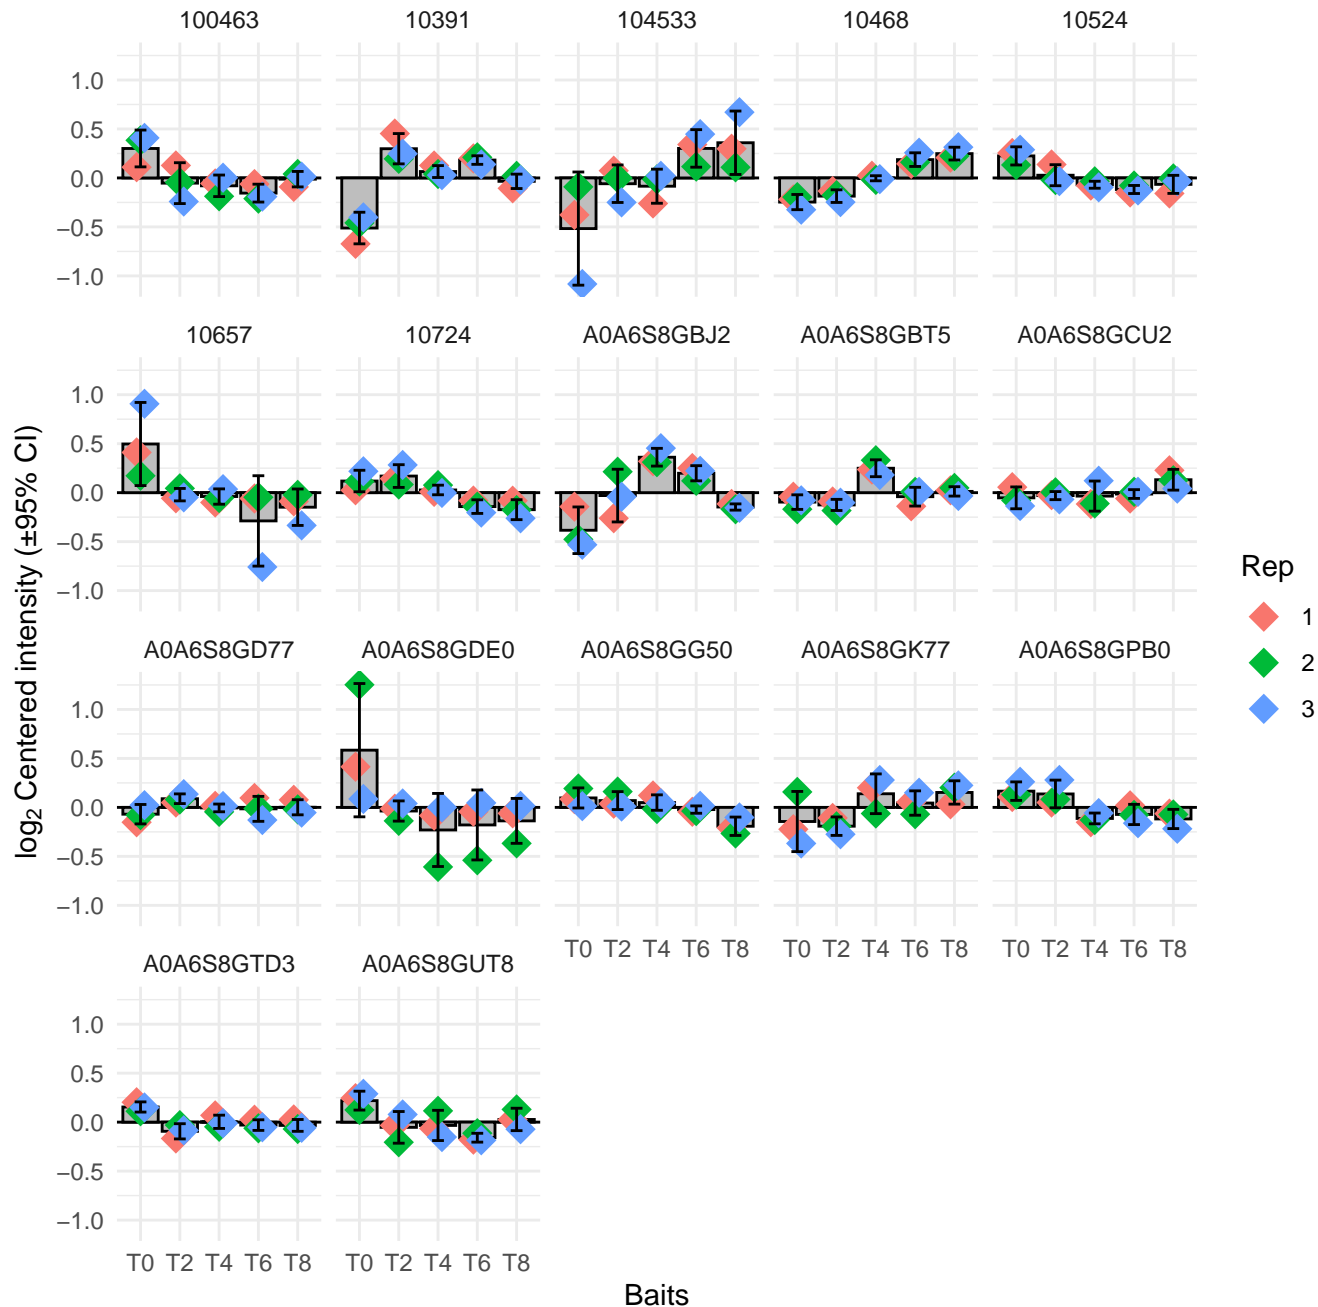 100463 10391 104533 10468 10524
1.0
0.5
0.0
−0.5
−1.0
10657 10724 A0A6S8GBJ2 A0A6S8GBT5 A0A6S8GCU2
1.0
0.5
0.0
−0.5
−1.0
log2 Centered intensity (±95% CI)
Rep
1
2
3
A0A6S8GD77 A0A6S8GDE0 A0A6S8GG50 A0A6S8GK77 A0A6S8GPB0
1.0
0.5
0.0
−0.5
−1.0
T0 T2 T4 T6 T8 T0 T2 T4 T6 T8 T0 T2 T4 T6 T8
A0A6S8GTD3 A0A6S8GUT8
1.0
0.5
0.0
−0.5
−1.0
T0 T2 T4 T6 T8 T0 T2 T4 T6 T8
Baits